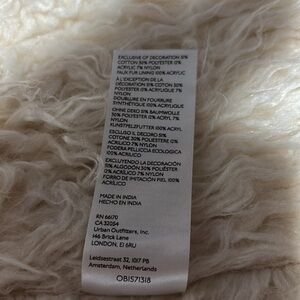 EXCLUSIVE OF DECORATION 51%
COTTON 30% POLYESTER 12%
ACRYLIC 7% NYLON
FAUX FUR LINING 100% ACRYLIC
À L'EXCEPTION DE LA
DÉCORATION 51% COTON 30%
POLYESTER 12% ACRYLIQUE 7%
NYLON
DOUBLURE EN FOURRURE
SYNTHÉTIQUE 100% ACRYLIQUE
OHNE DEKO 51% BAUMWOLLE
30% POLYESTER 12% ACRYL 7%
NYLON
KUNSTPELZFUTTER 100% ACRYL
ESCLUSO IL DECORO 51%
COTONE 30% POLIESTERE 12%
ACRILICO 7% NYLON
FODERA PELLICCIA ECOLOGICA
100% ACRILICO
EXCLUYENDO LA DECORACIÓN
51% ALGODÓN 30% POLIÉSTER
12% ACRÍLICO 7% NYLON
FORRO DE IMITACIÓN PIEL 100%
ACRÍLICO
MADE IN INDIA
HECHO EN INDIA
RN 66170
CA 32054
Urban Outfitters, Inc.
146 Brick Lane
LONDON, E1 6RU
Leidsestraat 32, 1017 PB
Amsterdam, Netherlands
OB1571318